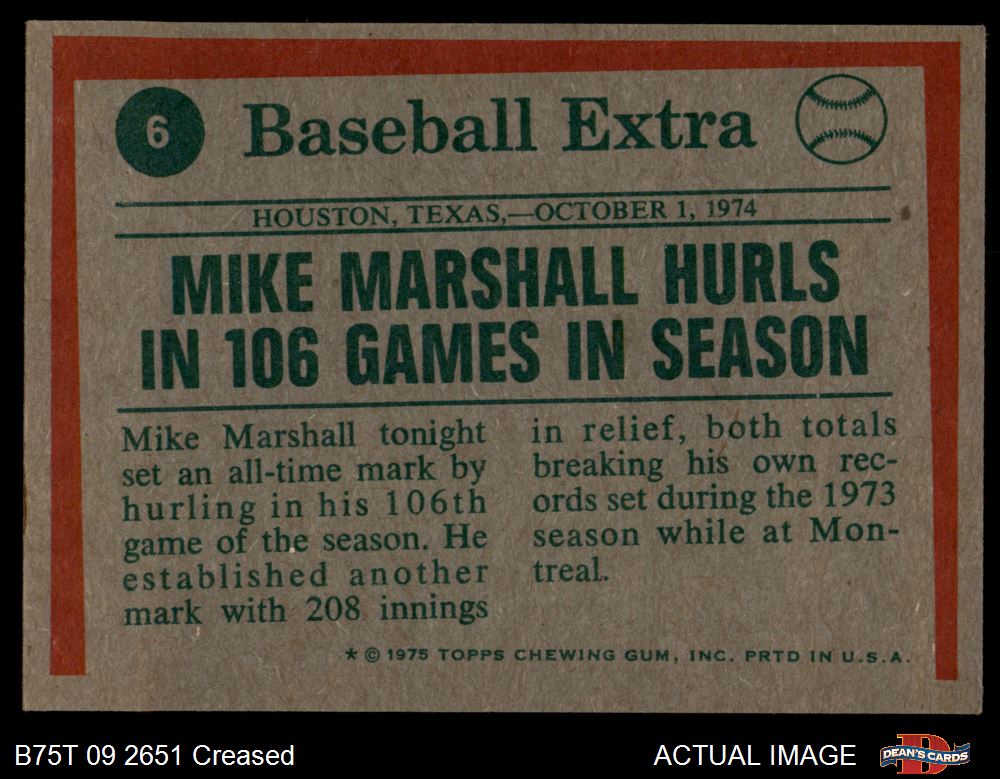 6
Baseball Extra
HOUSTON, TEXAS,—OCTOBER 1, 1974
MIKE MARSHALL HURLS
IN 106 GAMES IN SEASON
Mike Marshall tonight
set an all-time mark by
hurling in his 106th
game of the season. He
established another
mark with 208 innings
in relief, both totals
breaking his own rec-
ords set during the 1973
season while at Mon-
treal.
* © 1975 TOPPS CHEWING GUM, INC. PRTD IN U.S.A.
B75T 09 2651 Creased
ACTUAL IMAGE
DEAN'S CARDS